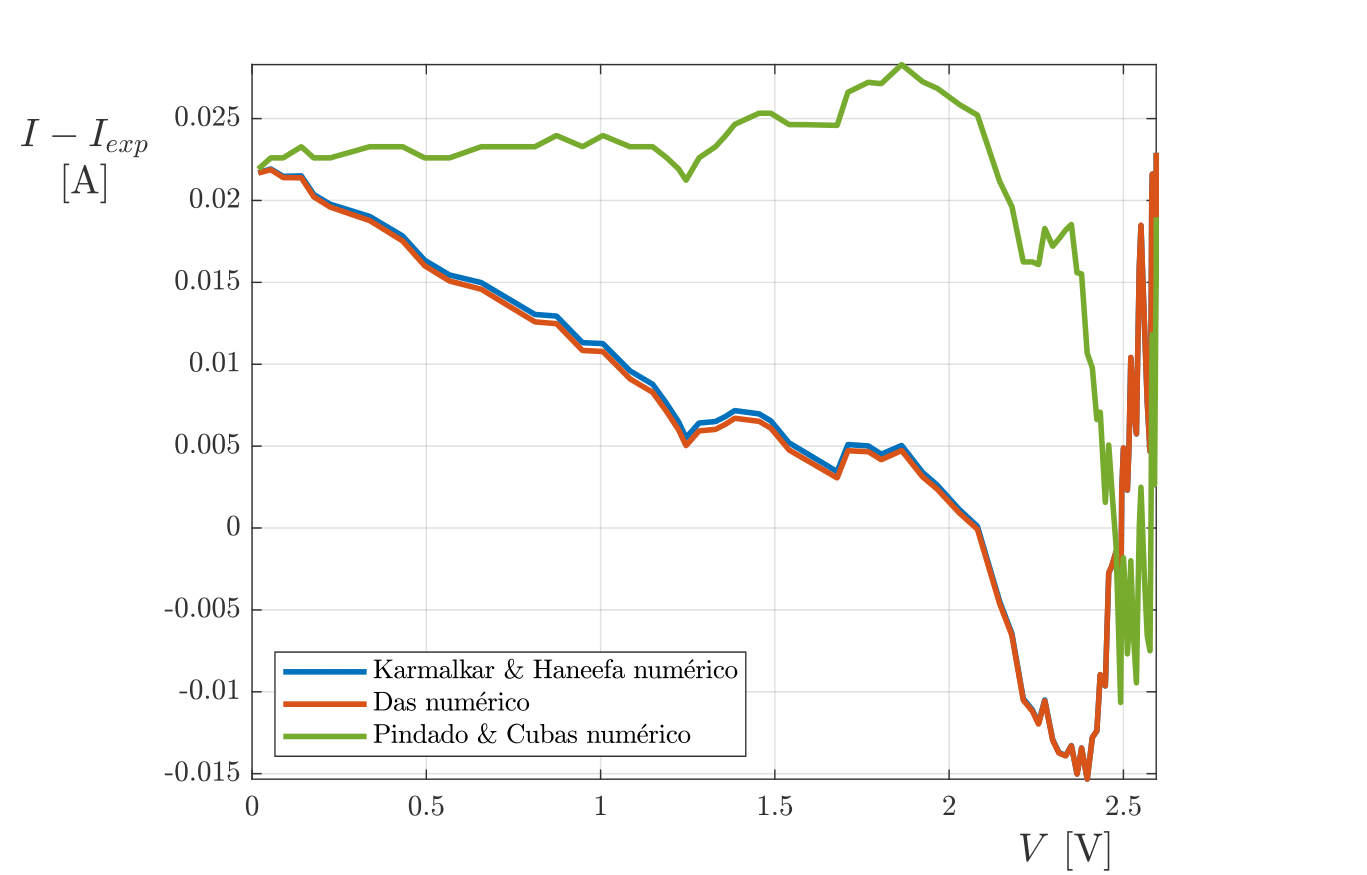 I − I_exp
[A]
0.025
0.02
0.015
0.01
0.005
0
-0.005
-0.01
-0.015
Karmalkar & Haneefa numérico
Das numérico
Pindado & Cubas numérico
0 0.5 1 1.5 2 2.5
V [V]